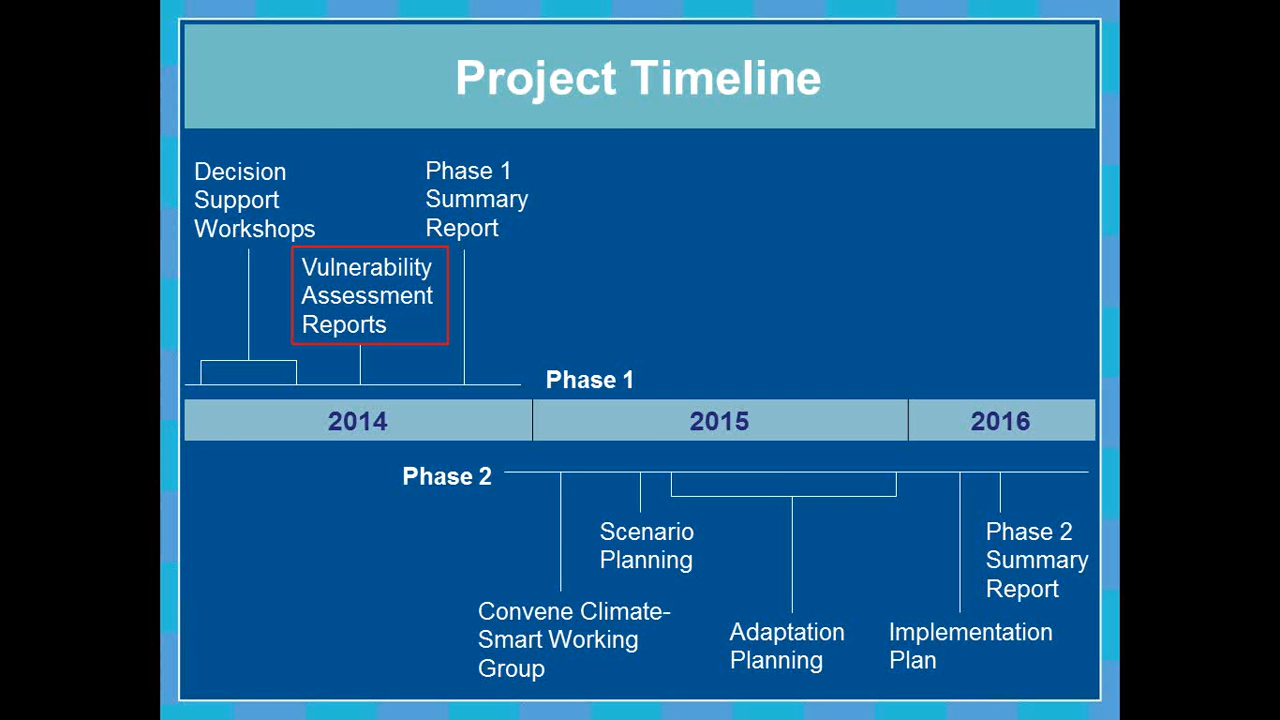 Project Timeline
Decision
Support
Workshops
Phase 1
Summary
Report
Vulnerability
Assessment
Reports
Phase 1
2014
2015
2016
Phase 2
Scenario
Planning
Phase 2
Summary
Report
Convene Climate-
Smart Working
Group
Adaptation
Planning
Implementation
Plan